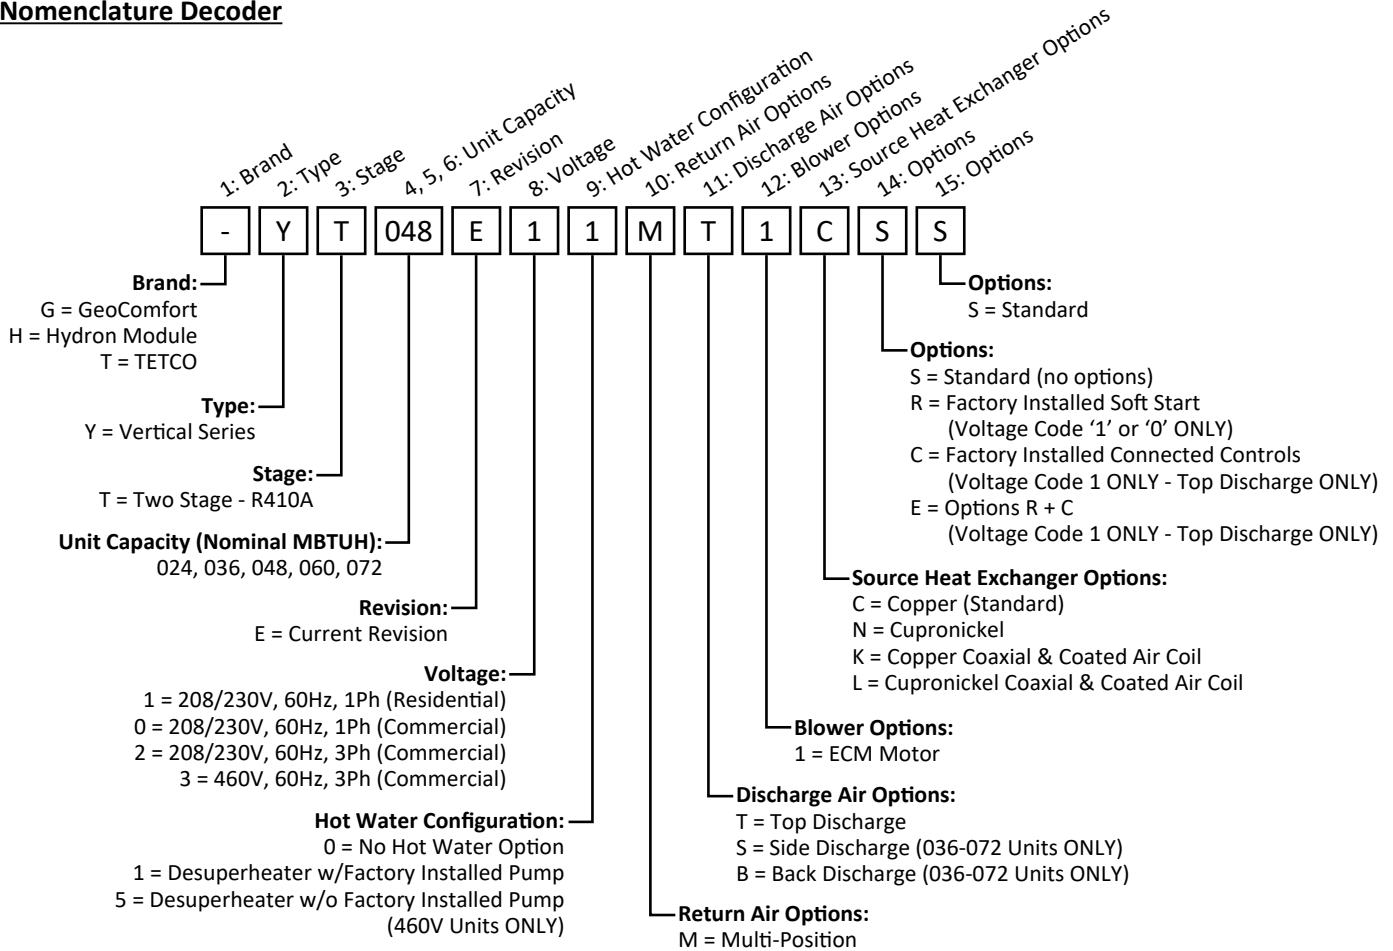 Nomenclature Decoder
1: Brand
2: Type
3: Stage
4, 5, 6: Unit Capacity
7: Revision
8: Voltage
9: Hot Water Configuration
10: Return Air Options
11: Discharge Air Options
12: Blower Options
13: Source Heat Exchanger Options
14: Options
15: Options
- Y T 048 E 1 1 M T 1 C S S
Brand:
G = GeoComfort
H = Hydron Module
T = TETCO
Type:
Y = Vertical Series
Stage:
T = Two Stage - R410A
Unit Capacity (Nominal MBTUH):
024, 036, 048, 060, 072
Revision:
E = Current Revision
Voltage:
1 = 208/230V, 60Hz, 1Ph (Residential)
0 = 208/230V, 60Hz, 1Ph (Commercial)
2 = 208/230V, 60Hz, 3Ph (Commercial)
3 = 460V, 60Hz, 3Ph (Commercial)
Hot Water Configuration:
0 = No Hot Water Option
1 = Desuperheater w/Factory Installed Pump
5 = Desuperheater w/o Factory Installed Pump
(460V Units ONLY)
Options:
S = Standard
Options:
S = Standard (no options)
R = Factory Installed Soft Start
(Voltage Code ‘1’ or ‘0’ ONLY)
C = Factory Installed Connected Controls
(Voltage Code 1 ONLY - Top Discharge ONLY)
E = Options R + C
(Voltage Code 1 ONLY - Top Discharge ONLY)
Source Heat Exchanger Options:
C = Copper (Standard)
N = Cupronickel
K = Copper Coaxial & Coated Air Coil
L = Cupronickel Coaxial & Coated Air Coil
Blower Options:
1 = ECM Motor
Discharge Air Options:
T = Top Discharge
S = Side Discharge (036-072 Units ONLY)
B = Back Discharge (036-072 Units ONLY)
Return Air Options:
M = Multi-Position